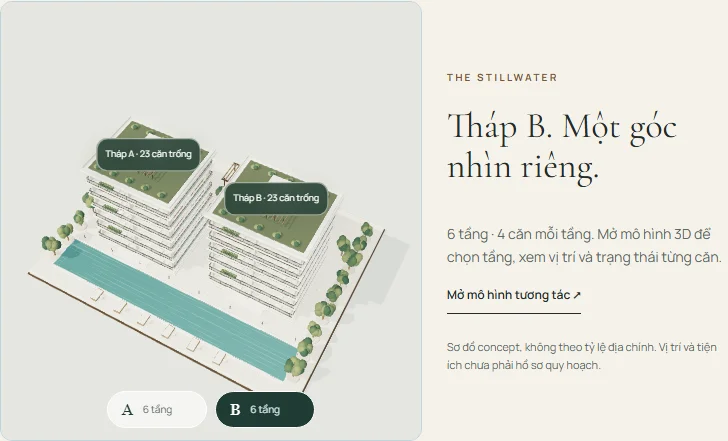 Tháp A · 23 căn trống
Tháp B · 23 căn trống
A 6 tầng
B 6 tầng
THE STILLWATER
Tháp B. Một góc
nhìn riêng.
6 tầng · 4 căn mỗi tầng. Mở mô hình 3D để
chọn tầng, xem vị trí và trạng thái từng căn.
Mở mô hình tương tác ↗
Sơ đồ concept, không theo tỷ lệ địa chính. Vị trí và tiện
ích chưa phải hồ sơ quy hoạch.